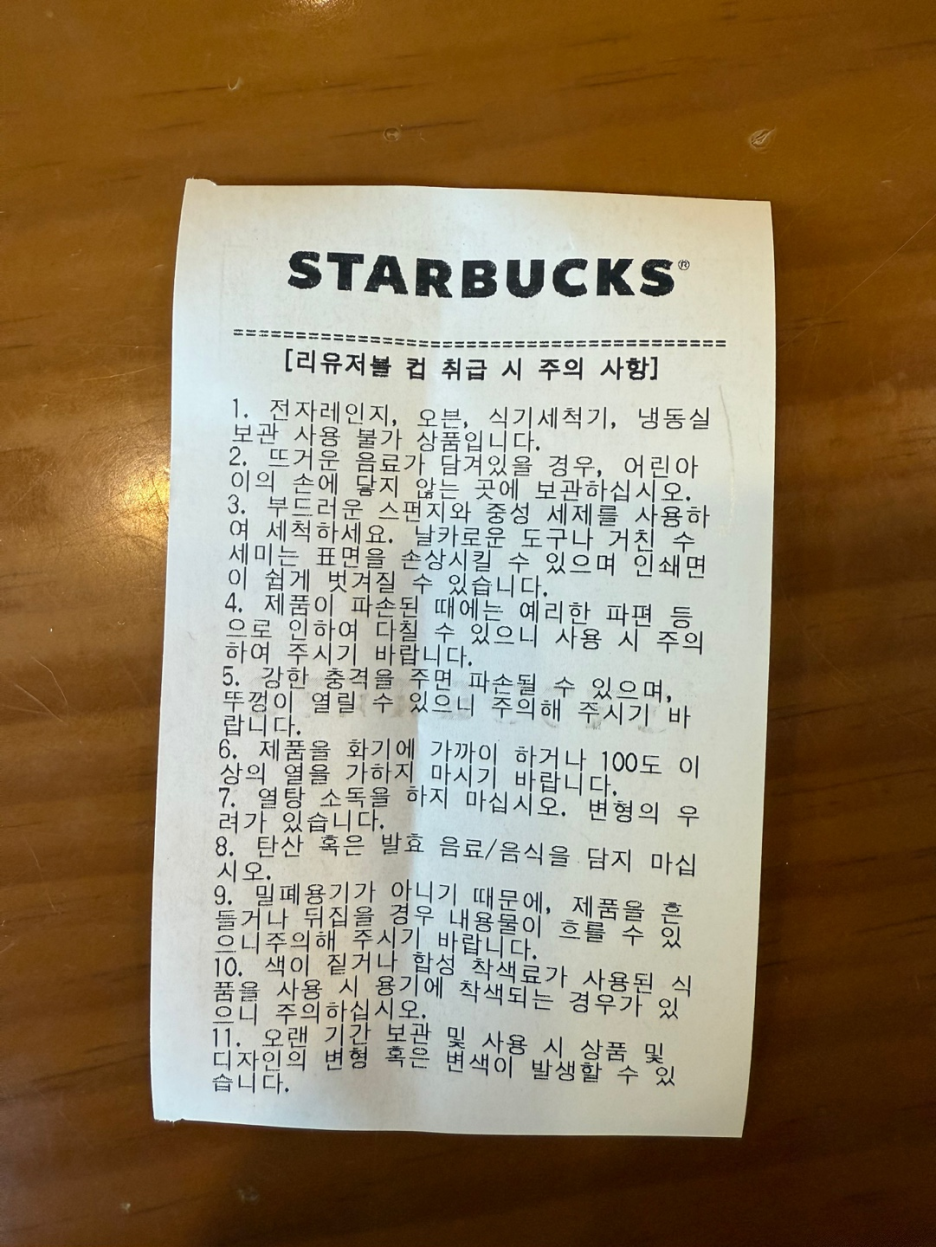 STARBUCKS®
=======================================
[리유저블 컵 취급 시 주의 사항]
1. 전자레인지, 오븐, 식기세척기, 냉동실
보관 사용 불가 상품입니다.
2. 뜨거운 음료가 담겨있을 경우, 어린아
이의 손에 닿지 않는 곳에 보관하십시오.
3. 부드러운 스펀지와 중성 세제를 사용하
여 세척하세요. 날카로운 도구나 거친 수
세미는 표면을 손상시킬 수 있으며 인쇄면
이 쉽게 벗겨질 수 있습니다.
4. 제품이 파손된 때에는 예리한 파편 등
으로 인하여 다칠 수 있으니 사용 시 주의
하여 주시기 바랍니다.
5. 강한 충격을 주면 파손될 수 있으며,
뚜껑이 열릴 수 있으니 주의해 주시기 바
랍니다.
6. 제품을 화기에 가까이 하거나 100도 이
상의 열을 가하지 마시기 바랍니다.
7. 열탕 소독을 하지 마십시오. 변형의 우
려가 있습니다.
8. 탄산 혹은 발효 음료/음식을 담지 마십
시오.
9. 밀폐용기가 아니기 때문에, 제품을 흔
들거나 뒤집을 경우 내용물이 흐를 수 있
으니주의해 주시기 바랍니다.
10. 색이 짙거나 합성 착색료가 사용된 식
품을 사용 시 용기에 착색되는 경우가 있
으니 주의하십시오.
11. 오랜 기간 보관 및 사용 시 상품 및
디자인의 변형 혹은 변색이 발생할 수 있
습니다.